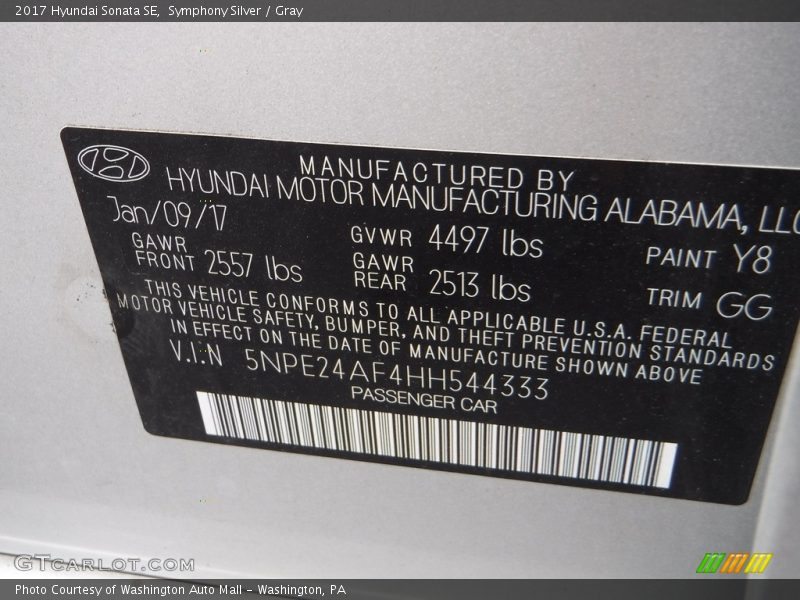 2017 Hyundai Sonata SE,  Symphony Silver / Gray
MANUFACTURED BY
HYUNDAI MOTOR MANUFACTURING ALABAMA, LLC
Jan/09/17
GVWR 4497 lbs
PAINT Y8
GAWR FRONT 2557 lbs
GAWR REAR 2513 lbs
TRIM GG
THIS VEHICLE CONFORMS TO ALL APPLICABLE U.S.A. FEDERAL
MOTOR VEHICLE SAFETY, BUMPER, AND THEFT PREVENTION STANDARDS
IN EFFECT ON THE DATE OF MANUFACTURE SHOWN ABOVE
V.I.N 5NPE24AF4HH544333
PASSENGER CAR
GTCARLOT.COM
Photo Courtesy of Washington Auto Mall - Washington, PA